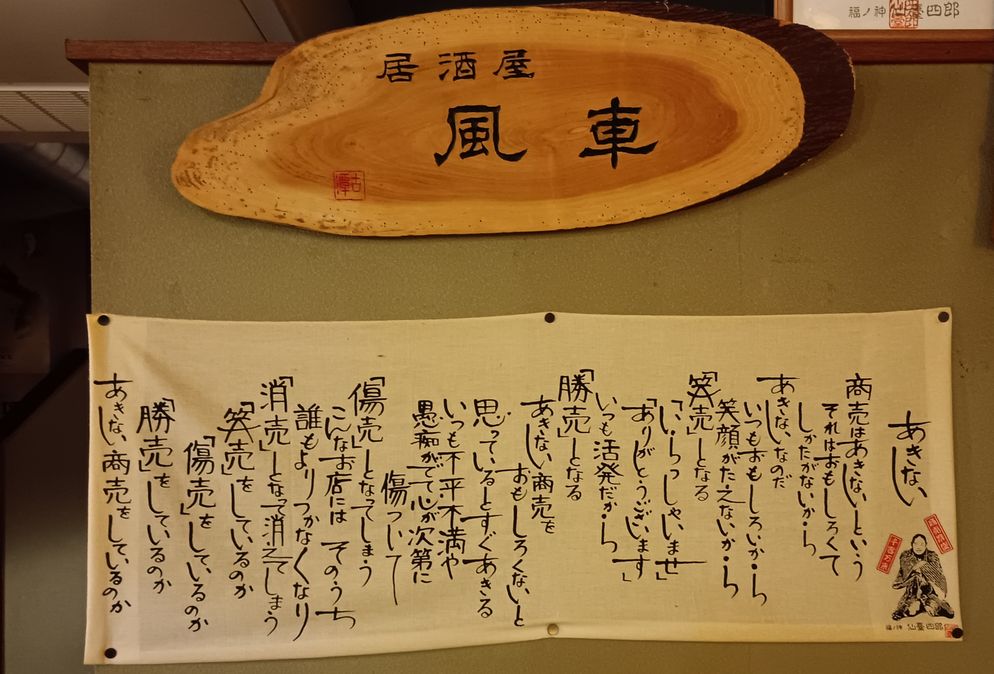 福ノ神 仙臺四郎
居酒屋
風車
古潭
あきない
商売はあきないという
それはおもしろくて
しかたがないから
あきないなのだ
いつもおもしろいから
笑顔がたえないから
「笑売」となる
「いらっしゃいませ」
「ありがとうございます」
いつも活発だから
「勝売」となる
あきない商売を
おもしろくないと
思っているとすぐあきる
いつも不平不満や
愚痴がでて心が次第に
傷ついて
「傷売」となってしまう
こんなお店には そのうち
誰もよりつかなくなり
「消売」となって消えてしまう
「笑売」をしているのか
「傷売」をしているのか
「勝売」をしているのか
あきない商売をしているのか
千客万来
福ノ神 仙臺四郎